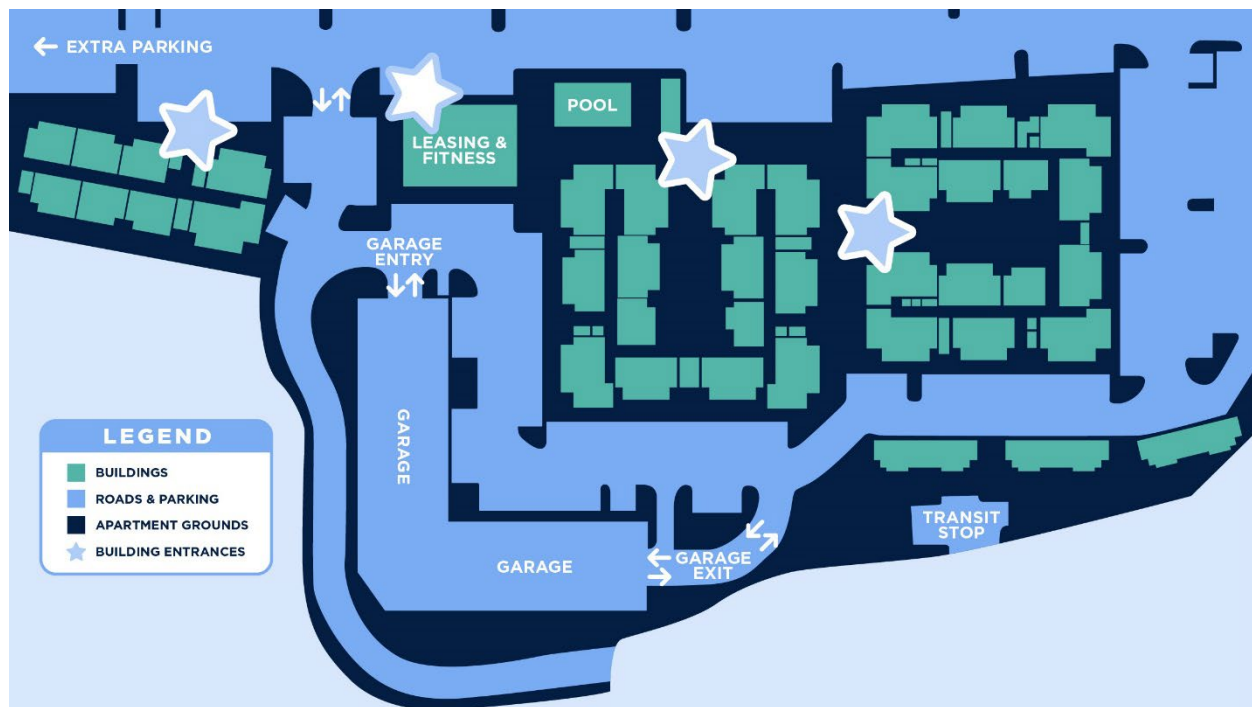 EXTRA PARKING
POOL
LEASING &
FITNESS
GARAGE
ENTRY
GARAGE
LEGEND
BUILDINGS
ROADS & PARKING
APARTMENT GROUNDS
BUILDING ENTRANCES
GARAGE
GARAGE
EXIT
TRANSIT
STOP